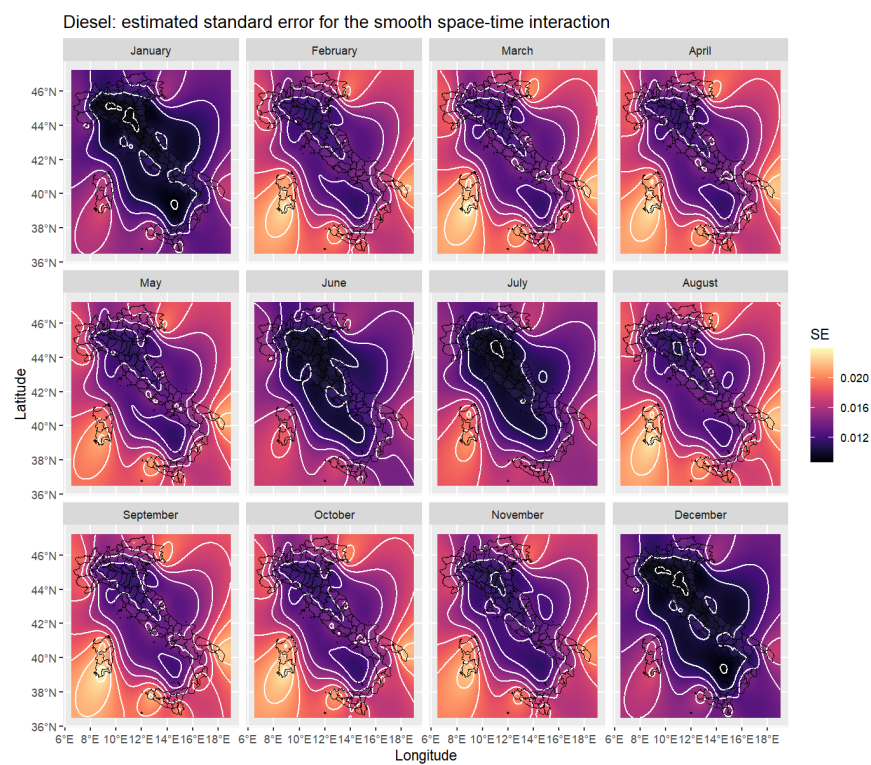 Diesel: estimated standard error for the smooth space-time interaction
January February March April
46°N
44°N
42°N
40°N
38°N
36°N
May June July August
46°N
44°N
42°N
40°N
38°N
36°N
September October November December
46°N
44°N
42°N
40°N
38°N
36°N
6°E 8°E 10°E 12°E 14°E 16°E 18°E 6°E 8°E 10°E 12°E 14°E 16°E 18°E 6°E 8°E 10°E 12°E 14°E 16°E 18°E 6°E 8°E 10°E 12°E 14°E 16°E 18°E
Longitude
Latitude
SE
0.020
0.016
0.012